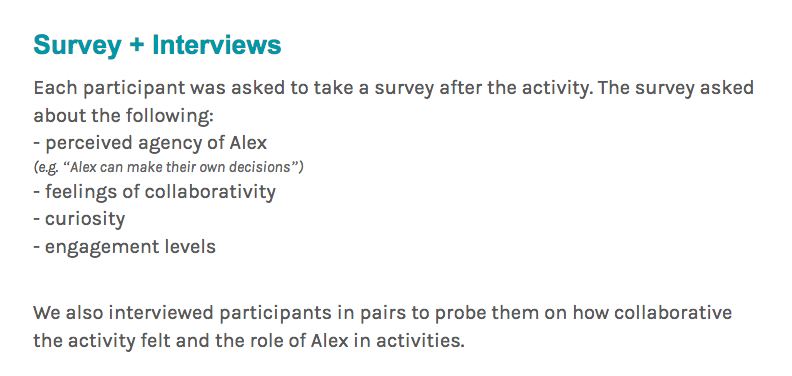 Survey + Interviews
Each participant was asked to take a survey after the activity. The survey asked
about the following:
- perceived agency of Alex
(e.g. “Alex can make their own decisions”)
- feelings of collaborativity
- curiosity
- engagement levels
We also interviewed participants in pairs to probe them on how collaborative
the activity felt and the role of Alex in activities.